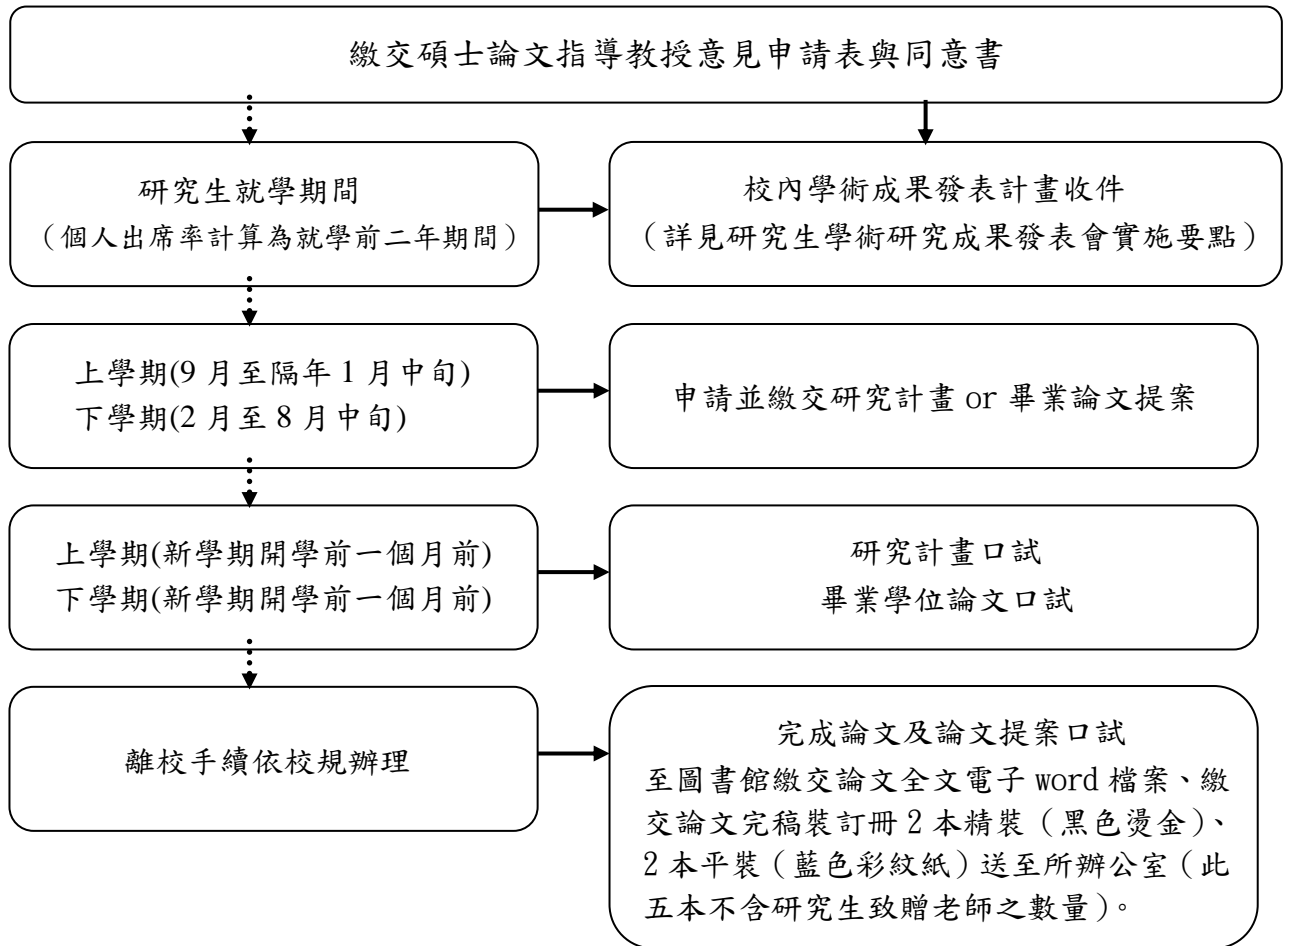 繳交碩士論文指導教授意見申請表與同意書
研究生就學期間
（個人出席率計算為就學前二年期間）
校內學術成果發表計畫收件
（詳見研究生學術研究成果發表會實施要點）
上學期(9 月至隔年 1 月中旬)
下學期(2 月至 8 月中旬)
申請並繳交研究計畫 or 畢業論文提案
上學期(新學期開學前一個月前)
下學期(新學期開學前一個月前)
研究計畫口試
畢業學位論文口試
離校手續依校規辦理
完成論文及論文提案口試
至圖書館繳交論文全文電子 word 檔案、繳
交論文完稿裝訂冊 2 本精裝（黑色燙金）、
2 本平裝（藍色彩紋紙）送至所辦公室（此
五本不含研究生致贈老師之數量）。